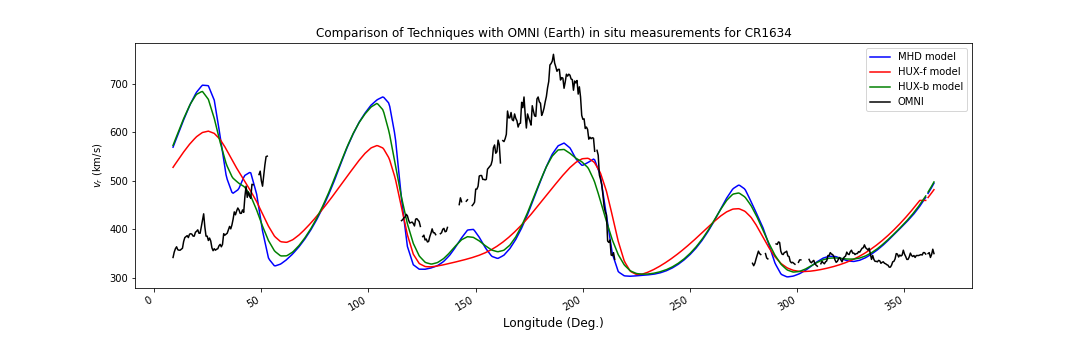 Comparison of Techniques with OMNI (Earth) in situ measurements for CR1634
MHD model
HUX-f model
HUX-b model
OMNI
700
600
500
400
300
v_r (km/s)
0
50
100
150
200
250
300
350
Longitude (Deg.)